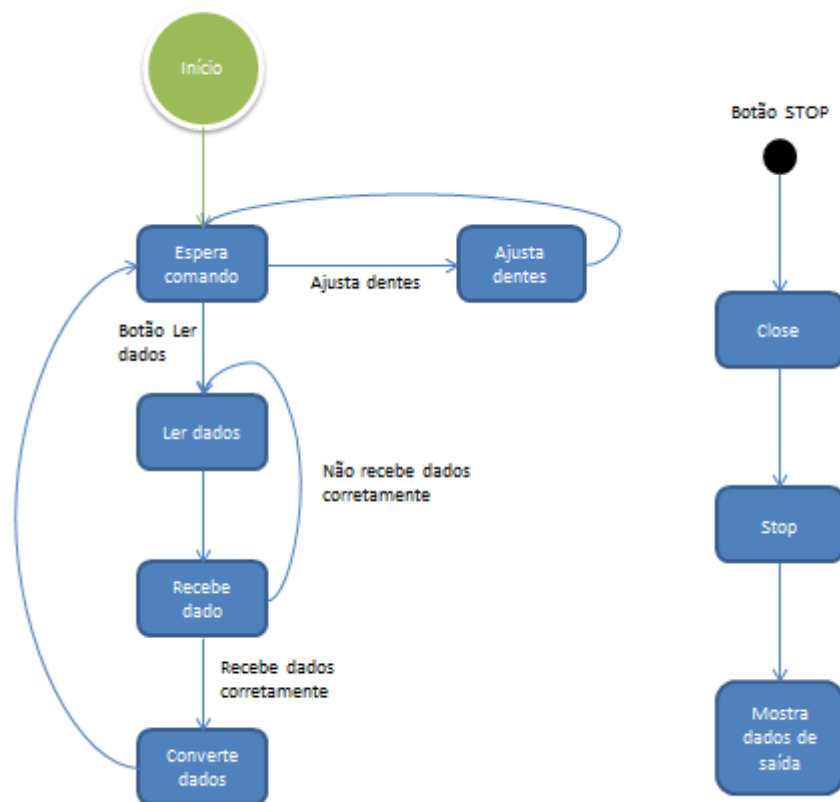 Início
Espera
comando
Ajusta dentes
Ajusta
dentes
Botão Ler
dados
Ler dados
Não recebe dados
corretamente
Recebe
dado
Recebe dados
corretamente
Converte
dados
Botão STOP
Close
Stop
Mostra
dados de
saída